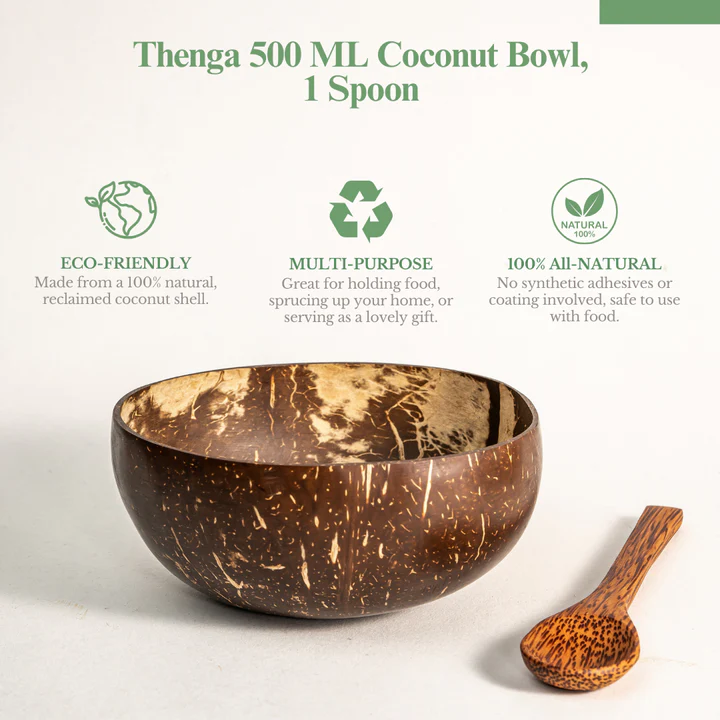 Thenga 500 ML Coconut Bowl,
1 Spoon
ECO-FRIENDLY
Made from a 100% natural,
reclaimed coconut shell.
MULTI-PURPOSE
Great for holding food,
sprucing up your home, or
serving as a lovely gift.
NATURAL
100%
100% All-NATURAL
No synthetic adhesives or
coating involved, safe to use
with food.